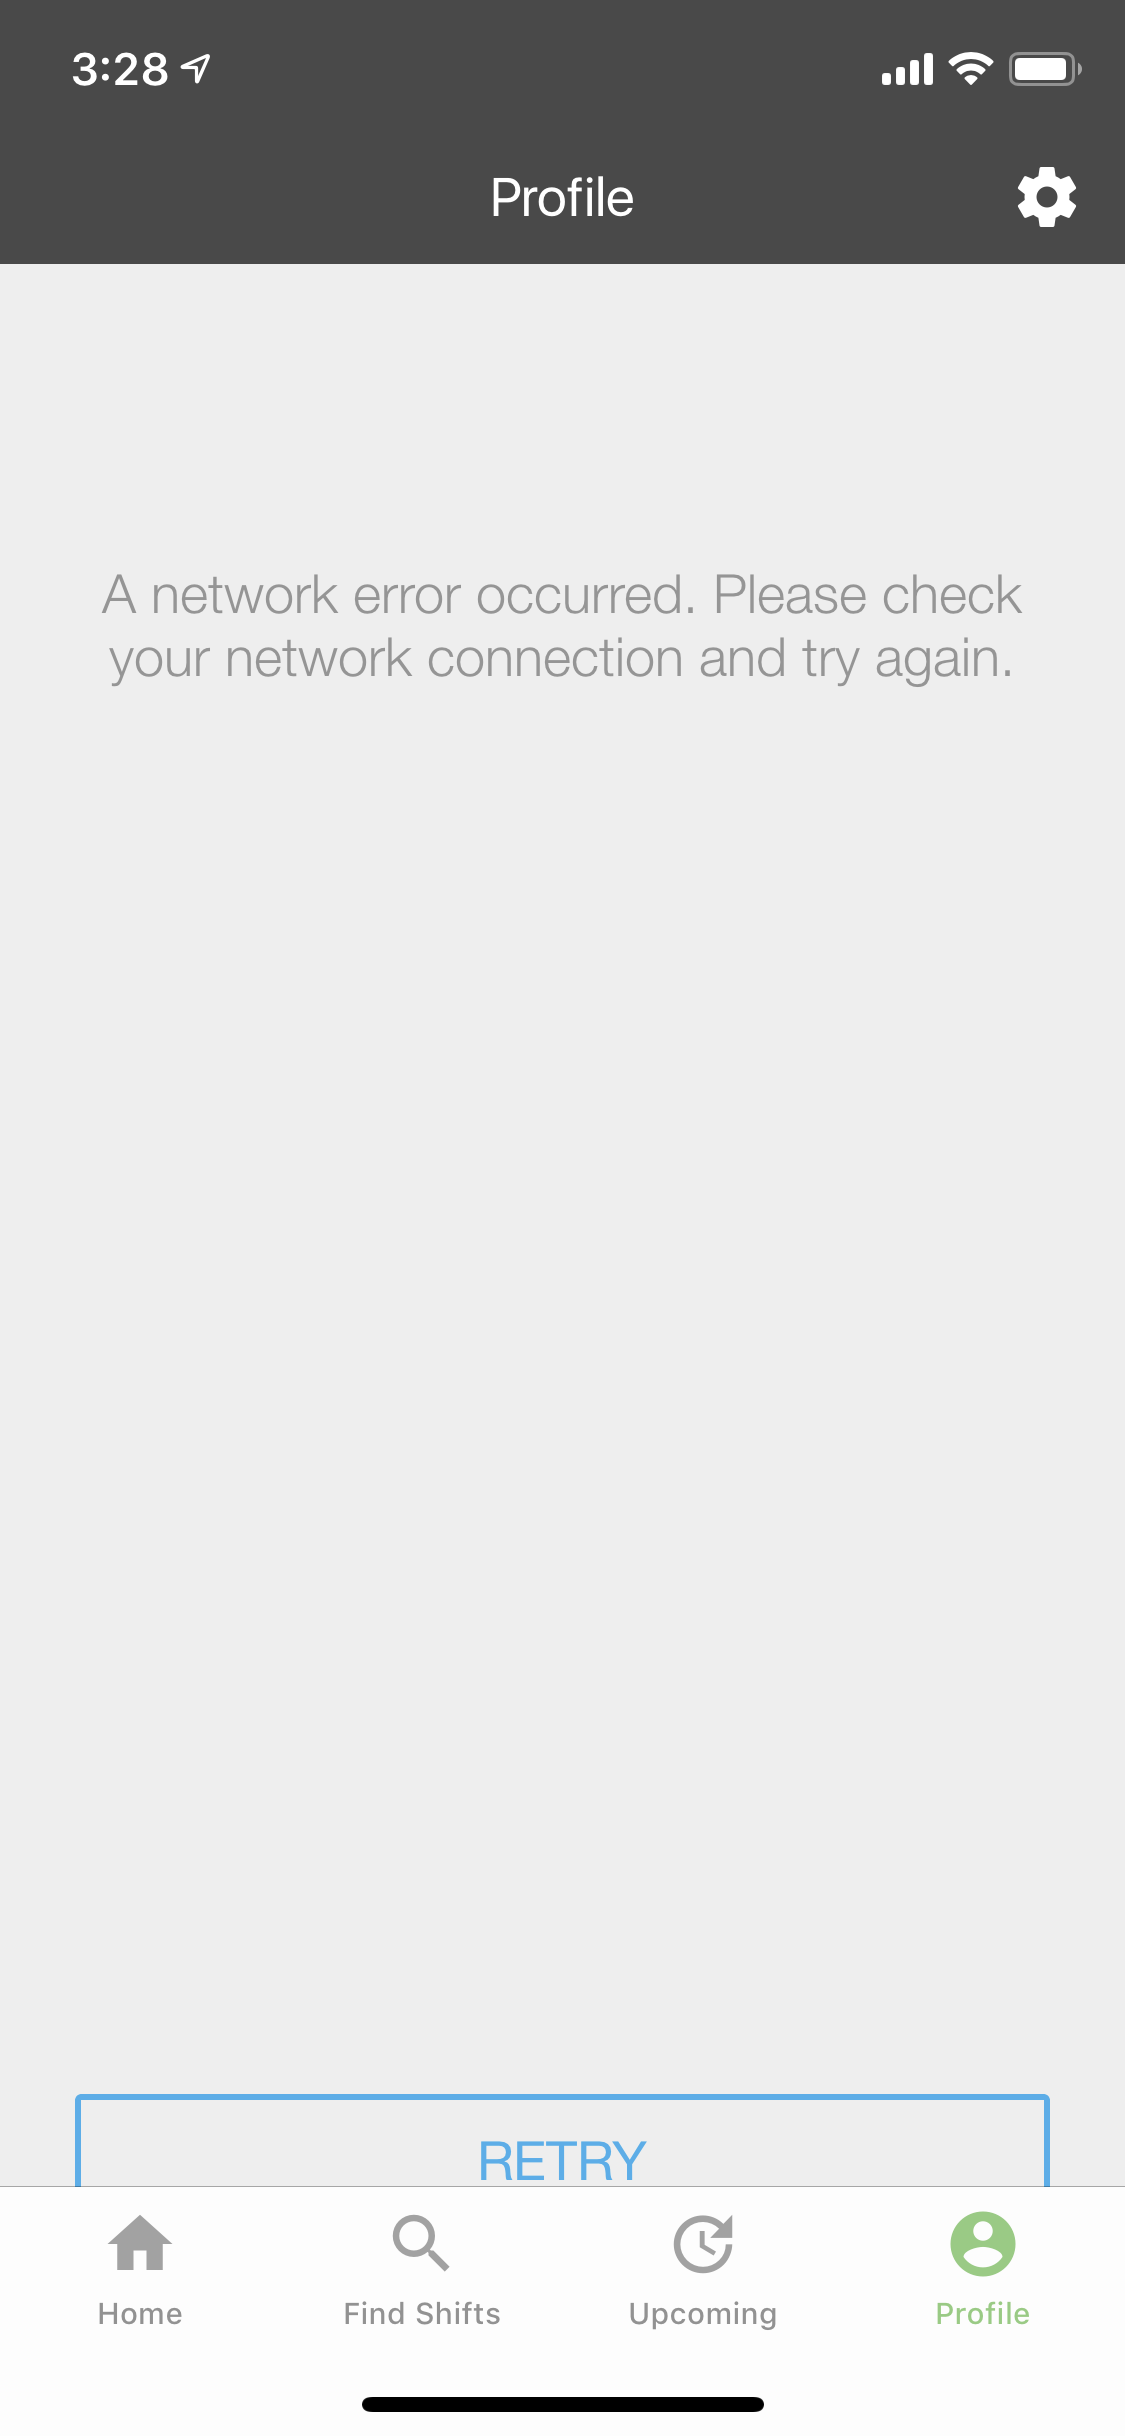 3:28
Profile
A network error occurred. Please check
your network connection and try again.
RETRY
Home
Find Shifts
Upcoming
Profile